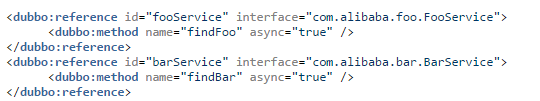 <dubbo:reference id="fooService" interface="com.alibaba.foo.FooService">
<dubbo:method name="findFoo" async="true" />
</dubbo:reference>
<dubbo:reference id="barService" interface="com.alibaba.bar.BarService">
<dubbo:method name="findBar" async="true" />
</dubbo:reference>